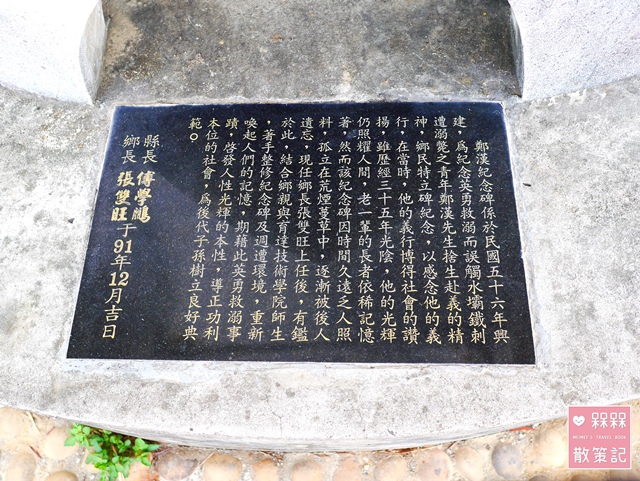 鄭漢紀念碑係於民國五十六年興
建，為紀念英勇救溺而誤觸水壩鐵刺
遭溺斃之青年鄭漢先生捨生赴義的精
神，鄉民特立碑紀念，以感念他的義
行，在當時，他的義行博得社會的讚
揚，雖歷經三十五年光陰，他的光輝
仍照耀人間，老一輩的長者依稀記憶
著，然而該紀念碑因時間久遠乏人照
料，孤立在荒煙蔓草中，逐漸被後人
遺忘，現任鄉長張雙旺上任後，有鑑
於此，結合鄉親與育達技術學院師生
，著手整修紀念碑及週遭環境，重新
喚起人們的記憶，期藉此英勇救溺事
蹟，啓發人性光輝的本性，導正功利
本位的社會，為後代子孫樹立良好典
範。
縣長 傅學鵬
鄉長 張雙旺于91年12月吉日
槑槑
MEIMEI'S TRAVEL BOOK
散策記